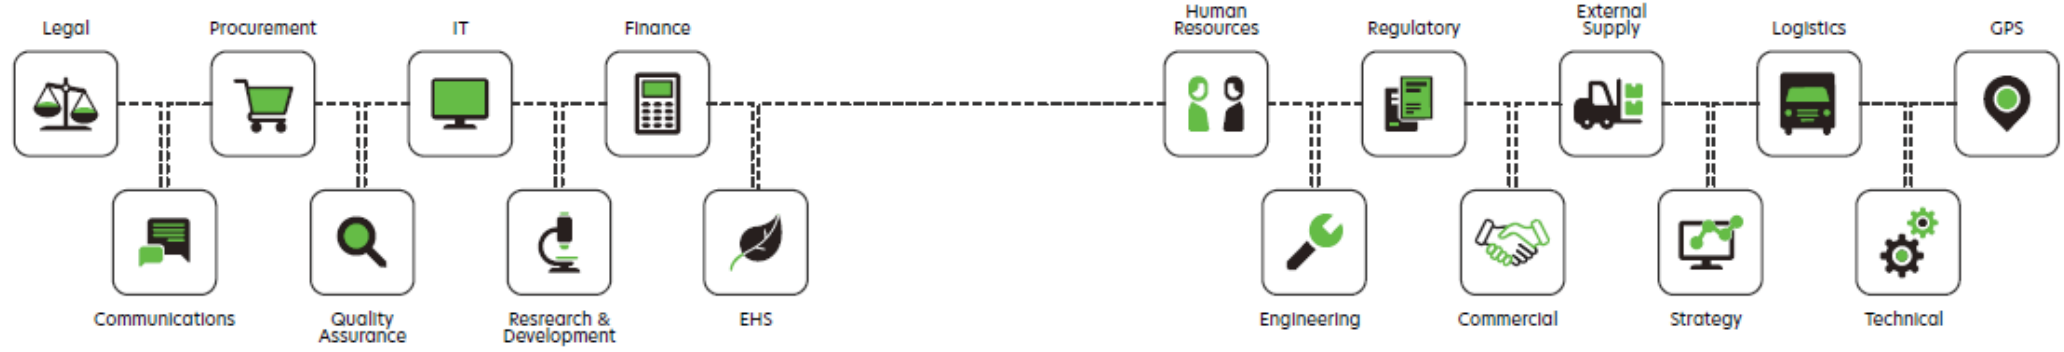 Legal
Procurement
IT
Finance
Human
Resources
Regulatory
External
Supply
Logistics
GPS
Communications
Quality
Assurance
Resrearch &
Development
EHS
Engineering
Commercial
Strategy
Technical